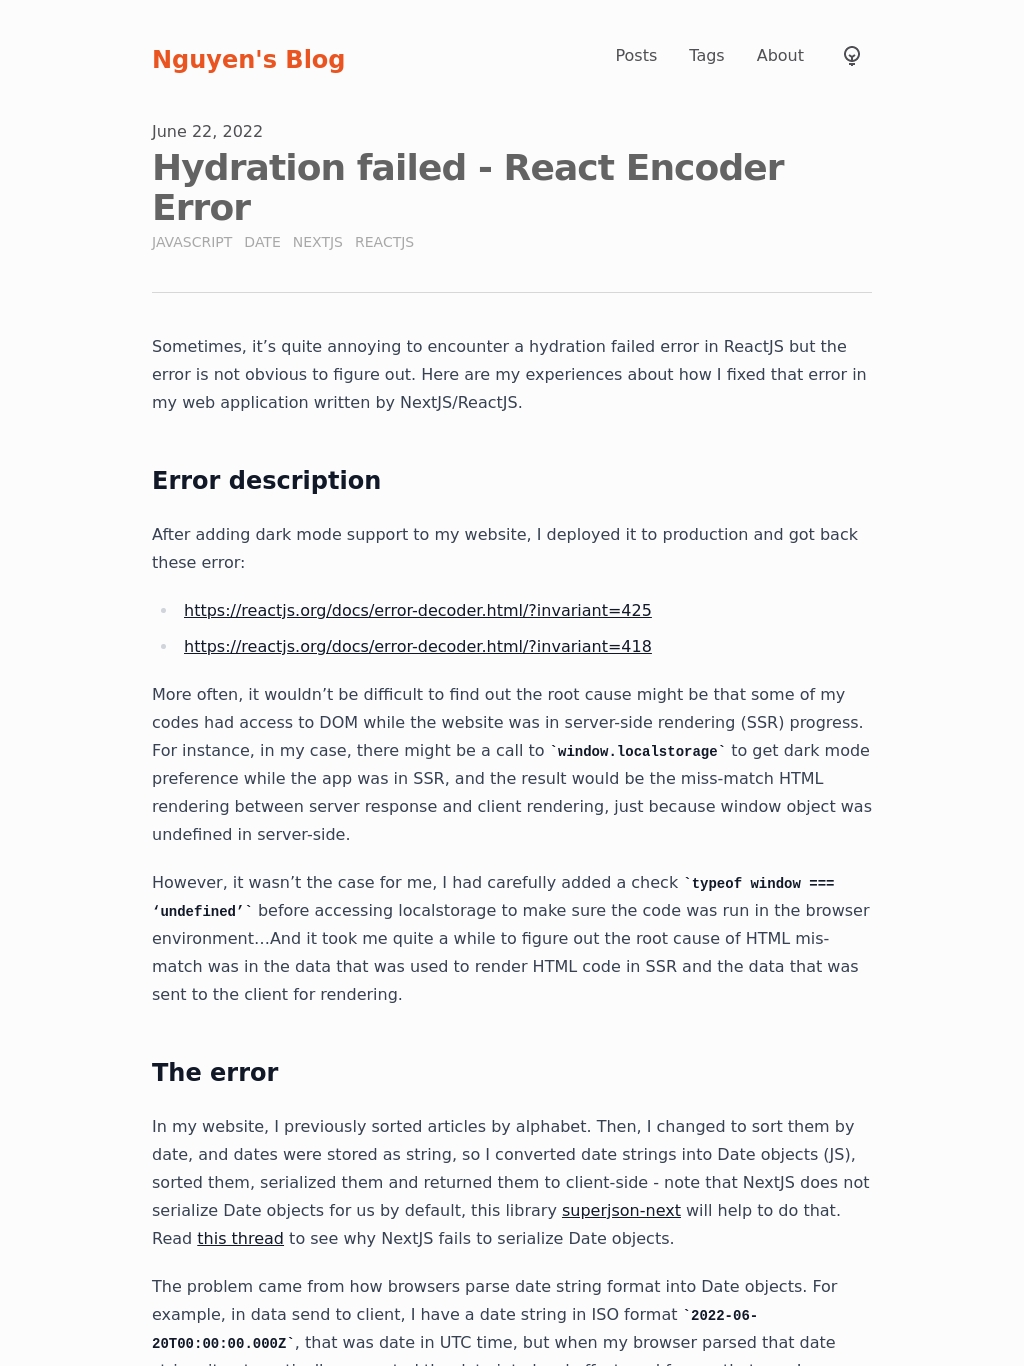 Nguyen's Blog
Posts Tags About
June 22, 2022
Hydration failed - React Encoder
Error
JAVASCRIPT DATE NEXTJS REACTJS
Sometimes, it’s quite annoying to encounter a hydration failed error in ReactJS but the
error is not obvious to figure out. Here are my experiences about how I fixed that error in
my web application written by NextJS/ReactJS.
Error description
After adding dark mode support to my website, I deployed it to production and got back
these error:
https://reactjs.org/docs/error-decoder.html/?invariant=425
https://reactjs.org/docs/error-decoder.html/?invariant=418
More often, it wouldn’t be difficult to find out the root cause might be that some of my
codes had access to DOM while the website was in server-side rendering (SSR) progress.
For instance, in my case, there might be a call to `window.localstorage` to get dark mode
preference while the app was in SSR, and the result would be the miss-match HTML
rendering between server response and client rendering, just because window object was
undefined in server-side.
However, it wasn’t the case for me, I had carefully added a check `typeof window ===
‘undefined’` before accessing localstorage to make sure the code was run in the browser
environment…And it took me quite a while to figure out the root cause of HTML mis-
match was in the data that was used to render HTML code in SSR and the data that was
sent to the client for rendering.
The error
In my website, I previously sorted articles by alphabet. Then, I changed to sort them by
date, and dates were stored as string, so I converted date strings into Date objects (JS),
sorted them, serialized them and returned them to client-side - note that NextJS does not
serialize Date objects for us by default, this library superjson-next will help to do that.
Read this thread to see why NextJS fails to serialize Date objects.
The problem came from how browsers parse date string format into Date objects. For
example, in data send to client, I have a date string in ISO format `2022-06-
20T00:00:00.000Z`, that was date in UTC time, but when my browser parsed that date